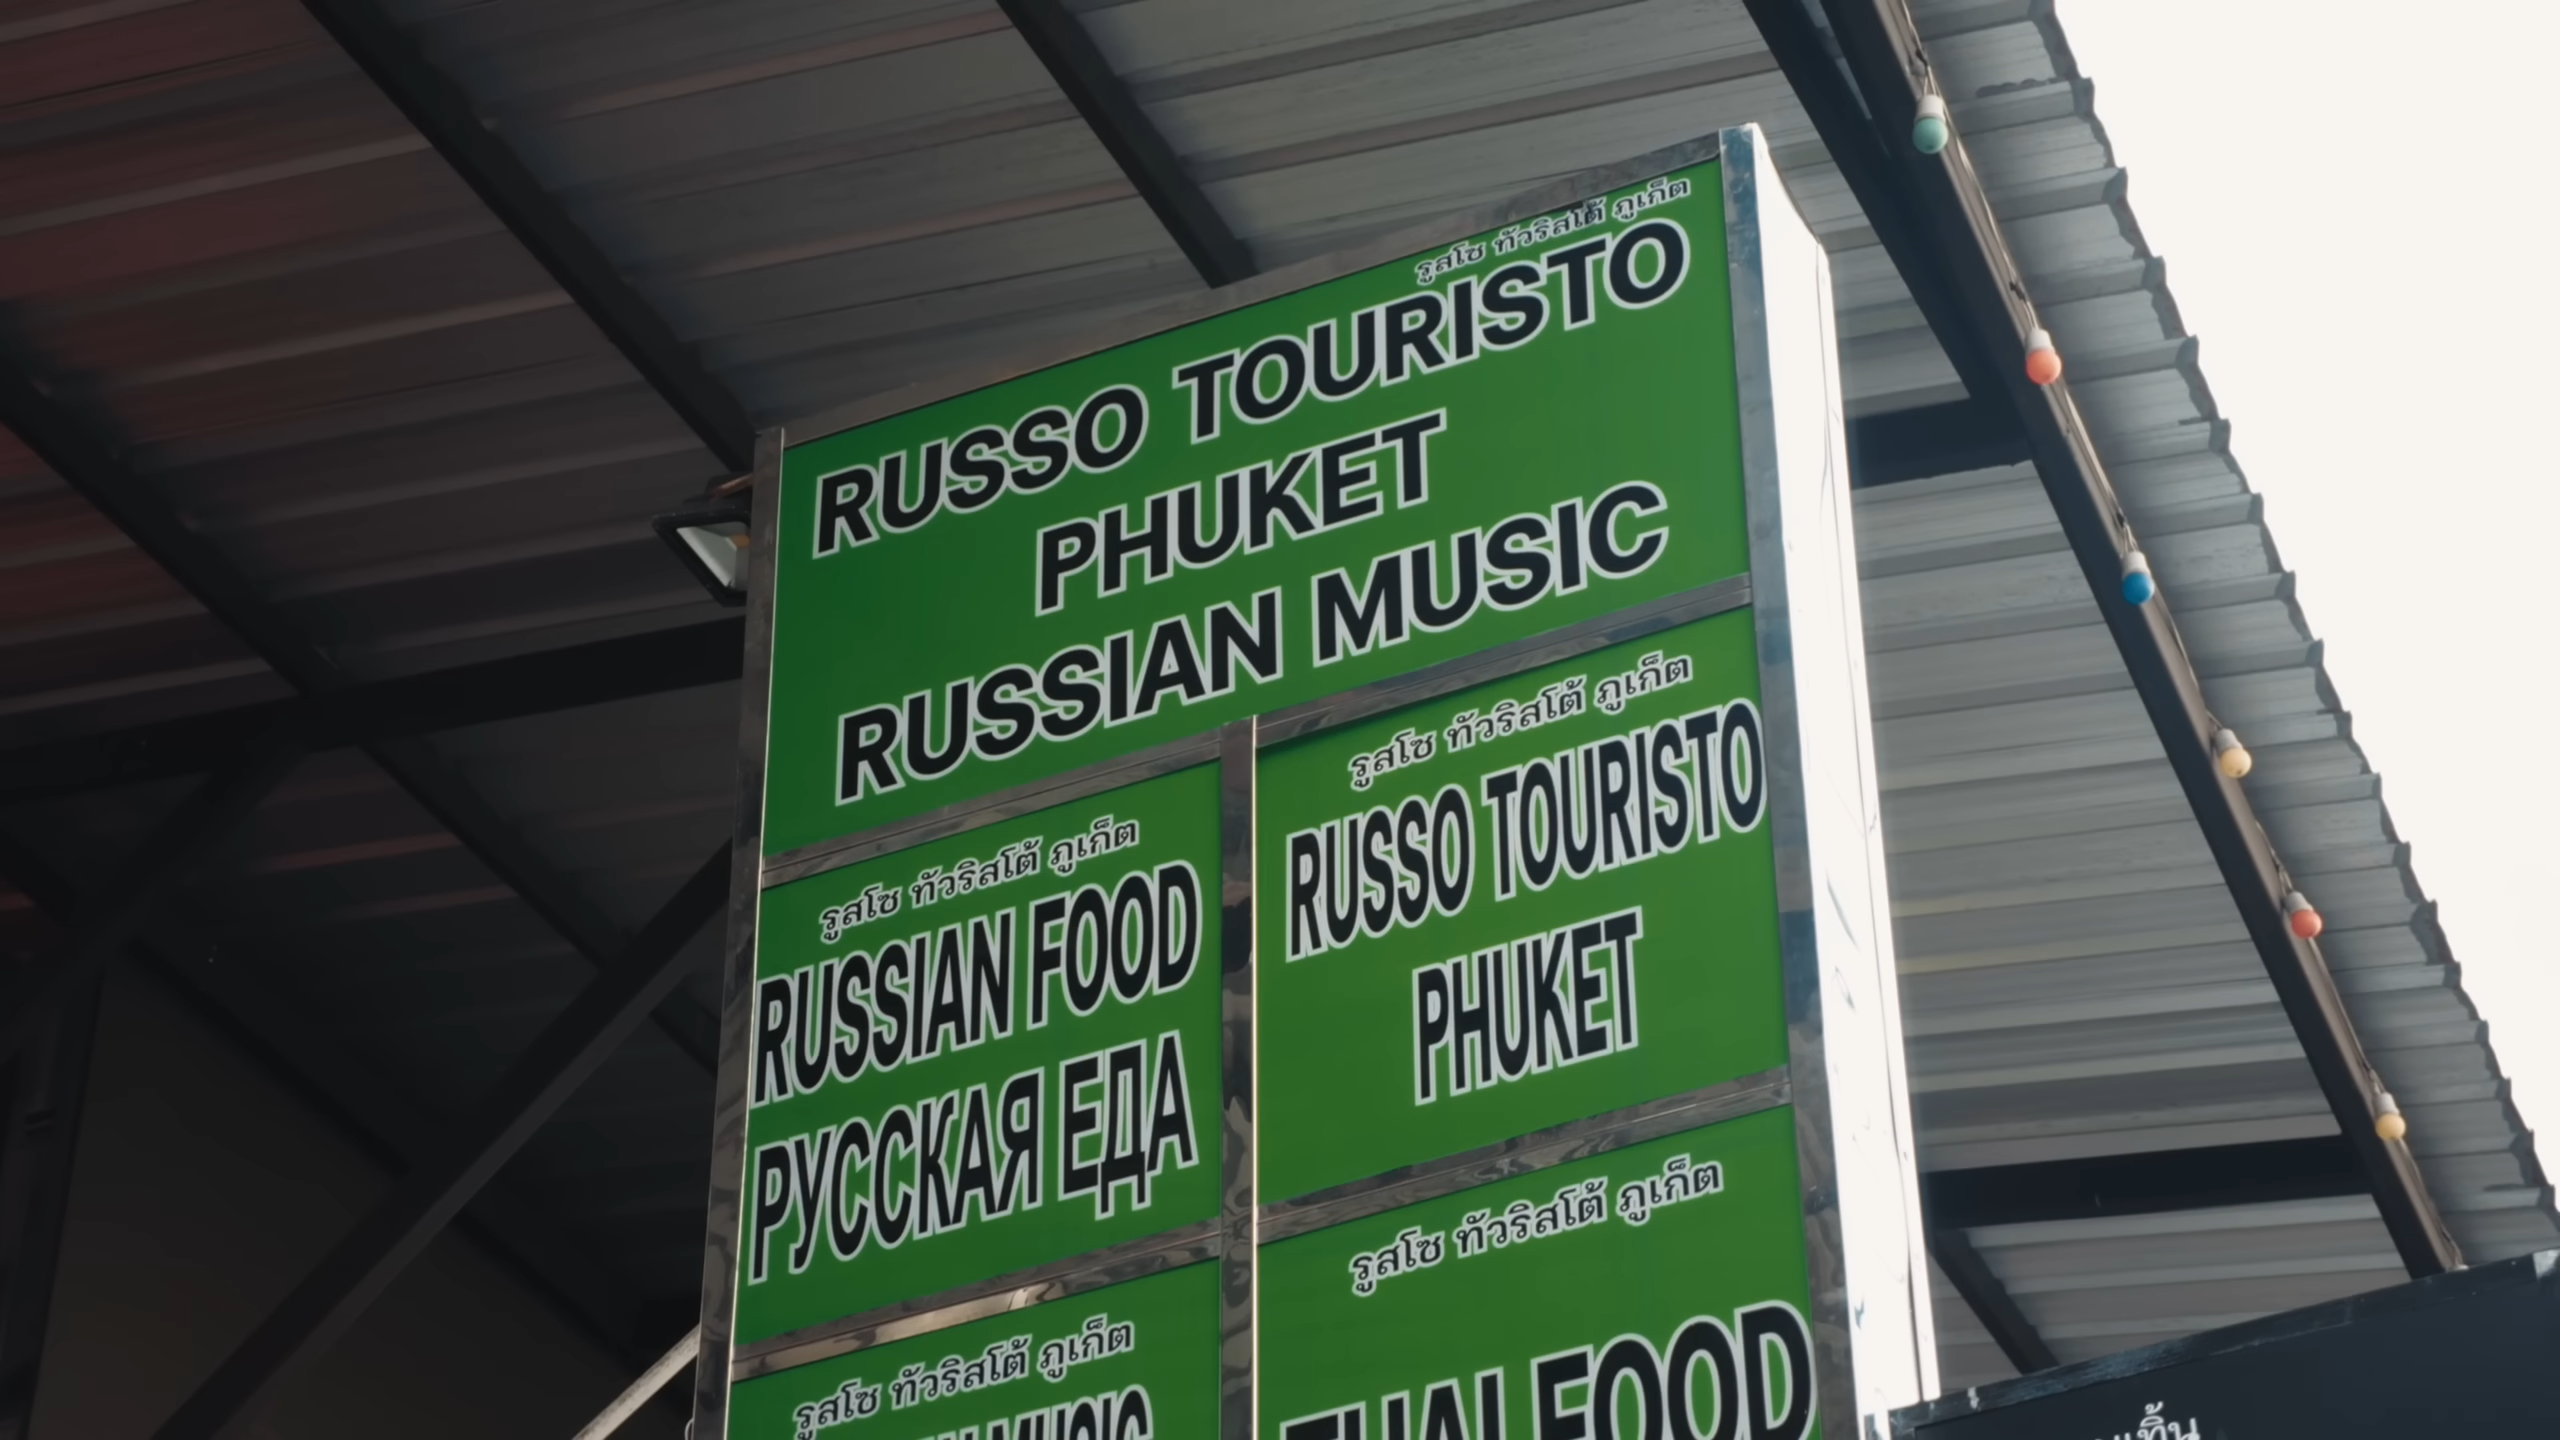 รูสโซ ทัวริสโต้ ภูเก็ต
RUSSO TOURISTO
PHUKET
RUSSIAN MUSIC
รูสโซ ทัวริสโต้ ภูเก็ต
RUSSIAN FOOD
РУССКАЯ ЕДА
รูสโซ ทัวริสโต้ ภูเก็ต
RUSSO TOURISTO
PHUKET
รูสโซ ทัวริสโต้ ภูเก็ต
MUSIC
รูสโซ ทัวริสโต้ ภูเก็ต
THAI FOOD